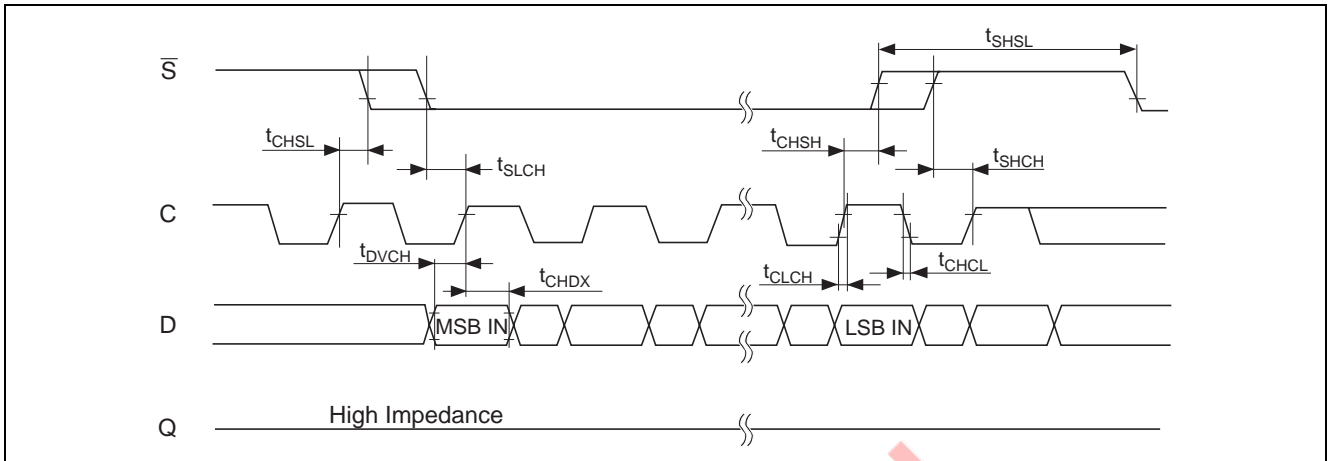 S̅
tSHSL
tCHSL
tSLCH
tCHSH
tSHCH
C
tDVCH
tCHDX
tCLCH
tCHCL
D
MSB IN
LSB IN
Q
High Impedance